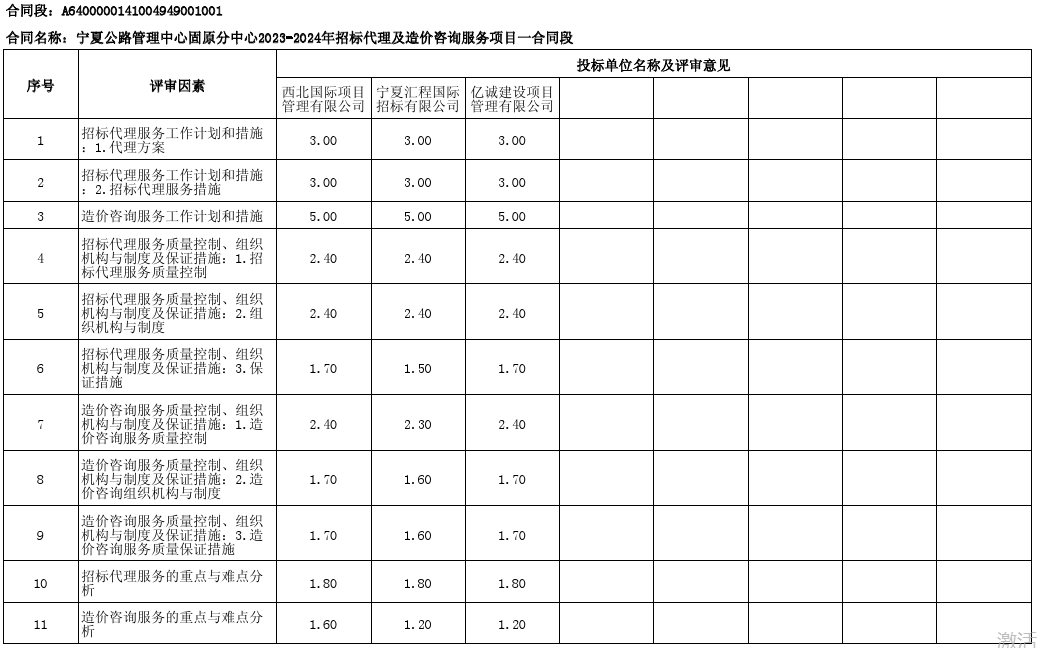 合同段：A6400000141004949001001
合同名称：宁夏公路管理中心固原分中心2023-2024年招标代理及造价咨询服务项目一合同段
序号
评审因素
投标单位名称及评审意见
西北国际项目
管理有限公司
宁夏汇程国际
招标有限公司
亿诚建设项目
管理有限公司
1
招标代理服务工作计划和措施
：1.代理方案
3.00
3.00
3.00
2
招标代理服务工作计划和措施
：2.招标代理服务措施
3.00
3.00
3.00
3
造价咨询服务工作计划和措施
5.00
5.00
5.00
4
招标代理服务质量控制、组织
机构与制度及保证措施：1.招
标代理服务质量控制
2.40
2.40
2.40
5
招标代理服务质量控制、组织
机构与制度及保证措施：2.组
织机构与制度
2.40
2.40
2.40
6
招标代理服务质量控制、组织
机构与制度及保证措施：3.保
证措施
1.70
1.50
1.70
7
造价咨询服务质量控制、组织
机构与制度及保证措施：1.造
价咨询服务质量控制
2.40
2.30
2.40
8
造价咨询服务质量控制、组织
机构与制度及保证措施：2.造
价咨询组织机构与制度
1.70
1.60
1.70
9
造价咨询服务质量控制、组织
机构与制度及保证措施：3.造
价咨询服务质量保证措施
1.70
1.60
1.70
10
招标代理服务的重点与难点分
析
1.80
1.80
1.80
11
造价咨询服务的重点与难点分
析
1.60
1.20
1.20
激活